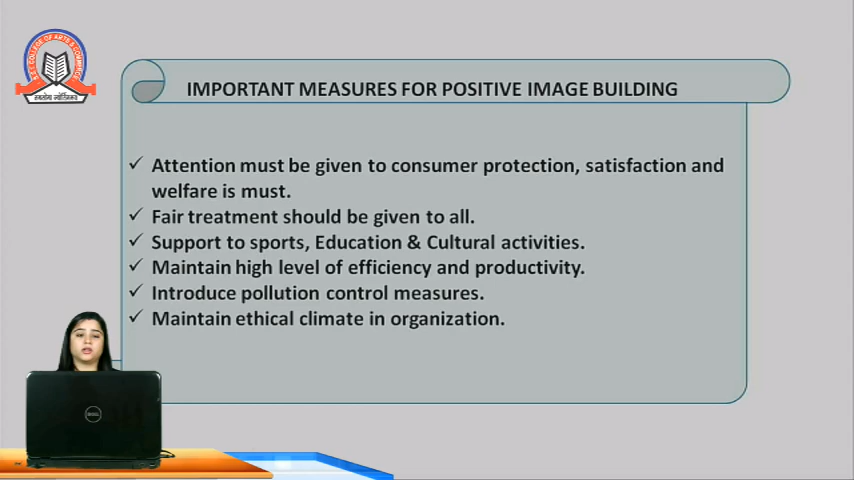 IMPORTANT MEASURES FOR POSITIVE IMAGE BUILDING
✓ Attention must be given to consumer protection, satisfaction and
welfare is must.
✓ Fair treatment should be given to all.
✓ Support to sports, Education & Cultural activities.
✓ Maintain high level of efficiency and productivity.
✓ Introduce pollution control measures.
✓ Maintain ethical climate in organization.
DELL